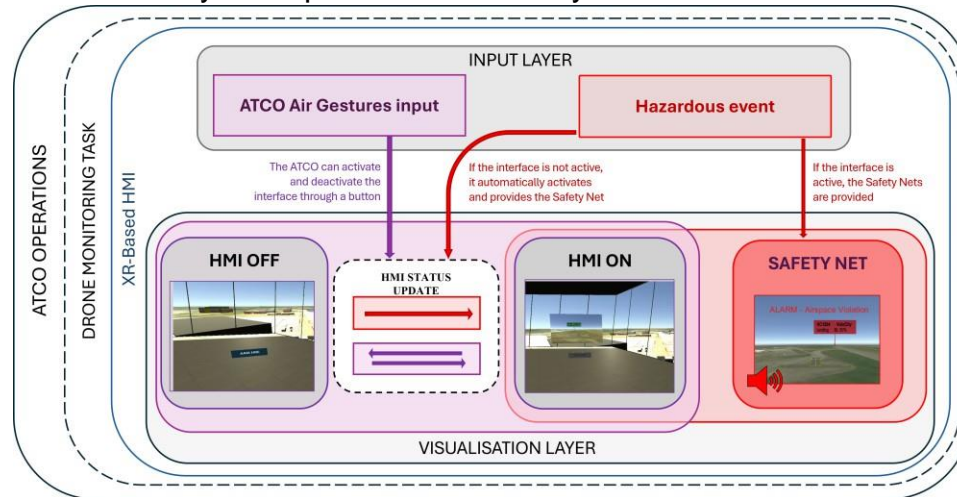 INPUT LAYER
ATCO Air Gestures input
Hazardous event
The ATCO can activate
and deactivate the
interface through a button
If the interface is not active,
it automatically activates
and provides the Safety Net
If the interface is
active, the Safety Nets
are provided
ATCO OPERATIONS
DRONE MONITORING TASK
XR-Based HMI
HMI OFF
HMI STATUS
UPDATE
HMI ON
SAFETY NET
ALARM - Airspace Violation
VISUALISATION LAYER